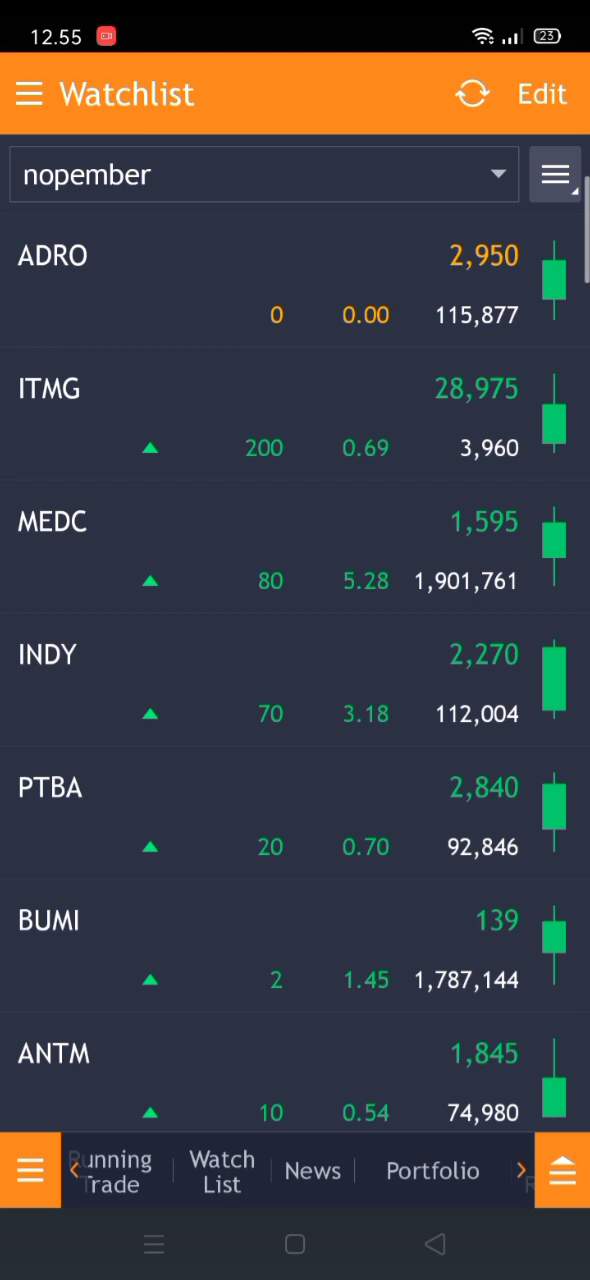 12.55 23
Watchlist Edit
nopember
ADRO 2,950
0 0.00 115,877
ITMG 28,975
200 0.69 3,960
MEDC 1,595
80 5.28 1,901,761
INDY 2,270
70 3.18 112,004
PTBA 2,840
20 0.70 92,846
BUMI 139
2 1.45 1,787,144
ANTM 1,845
10 0.54 74,980
Running
Trade
Watch
List
News
Portfolio